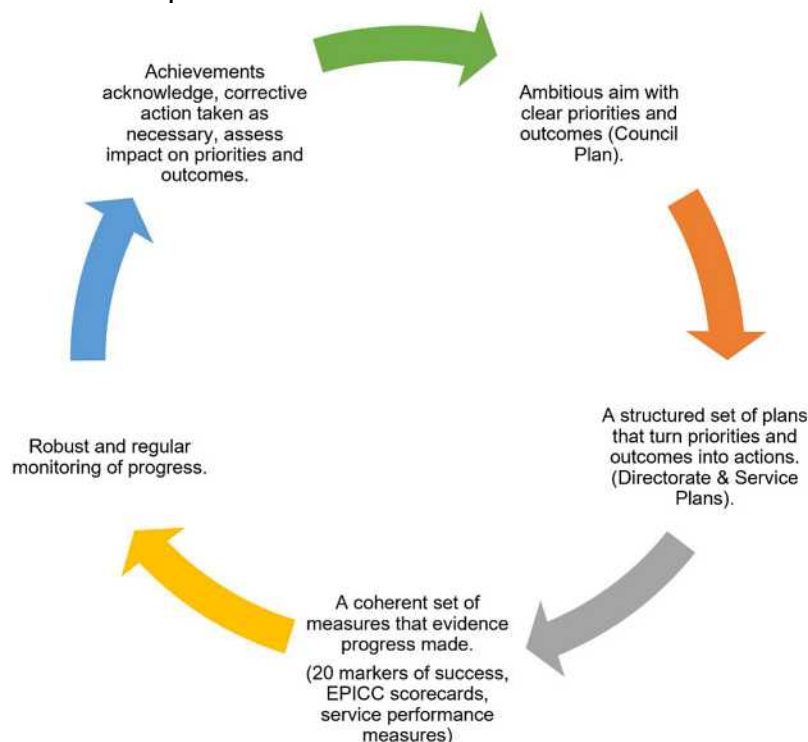 Achievements
acknowledge, corrective
action taken as
necessary, assess
impact on priorities and
outcomes.
Ambitious aim with
clear priorities and
outcomes (Council
Plan).
A structured set of plans
that turn priorities and
outcomes into actions.
(Directorate & Service
Plans).
A coherent set of
measures that evidence
progress made.
(20 markers of success,
EPICC scorecards,
service performance
measures)
Robust and regular
monitoring of progress.